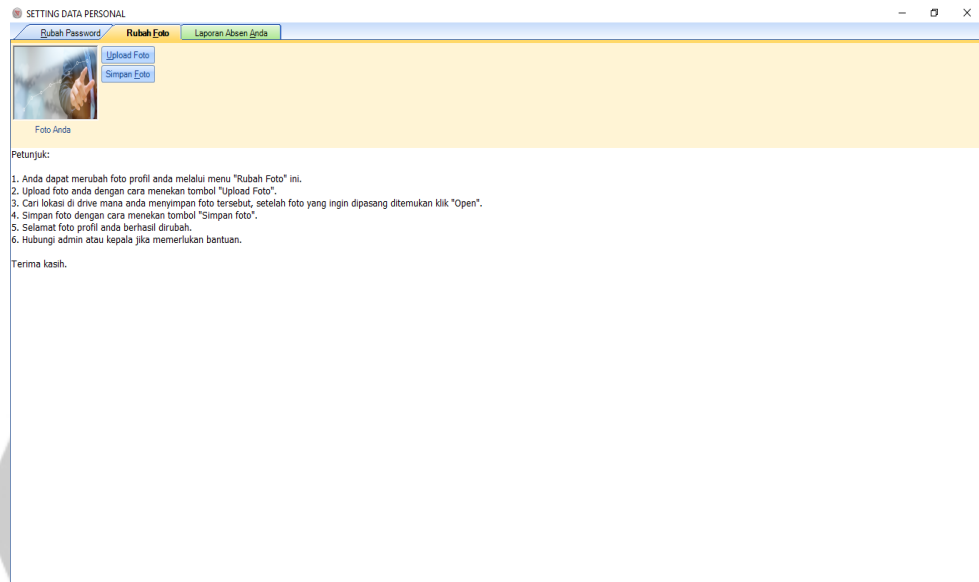 SETTING DATA PERSONAL
Rubah Password
Rubah Foto
Laporan Absen Anda
Upload Foto
Simpan Foto
Foto Anda
Petunjuk:
1. Anda dapat merubah foto profil anda melalui menu "Rubah Foto" ini.
2. Upload foto anda dengan cara menekan tombol "Upload Foto".
3. Cari lokasi di drive mana anda menyimpan foto tersebut, setelah foto yang ingin dipasang ditemukan klik "Open".
4. Simpan foto dengan cara menekan tombol "Simpan foto".
5. Selamat foto profil anda berhasil dirubah.
6. Hubungi admin atau kepala jika memerlukan bantuan.
Terima kasih.